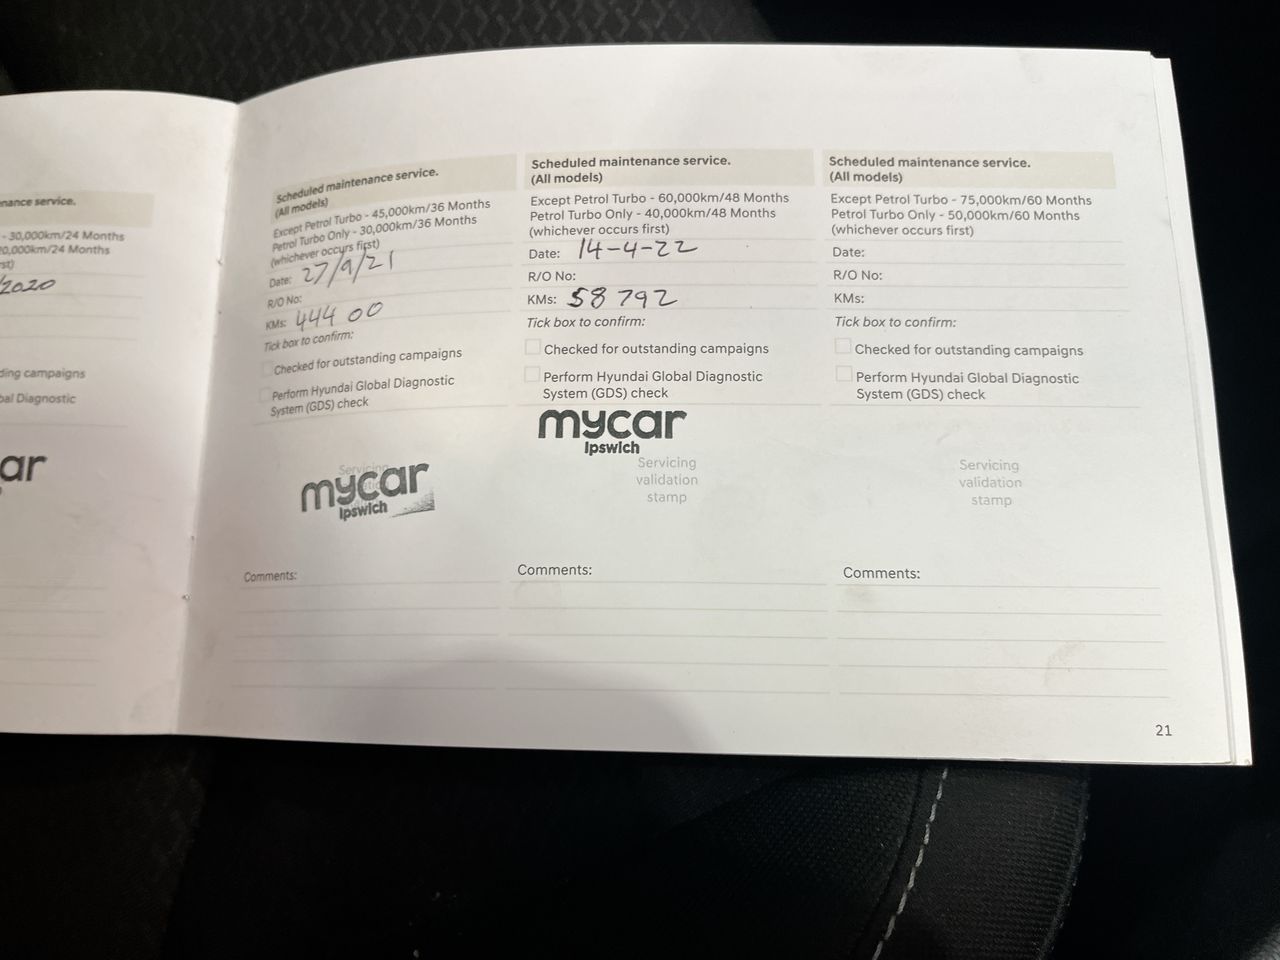 nance service.
- 30,000km/24 Months
20,000km/24 Months
st)
/2020
ding campaigns
bal Diagnostic
ar
Scheduled maintenance service.
(All models)
Except Petrol Turbo - 45,000km/36 Months
Petrol Turbo Only - 30,000km/36 Months
(whichever occurs first)
Date: 27/9/21
R/O No:
KMs: 444 00
Tick box to confirm:
Checked for outstanding campaigns
Perform Hyundai Global Diagnostic
System (GDS) check
Servicing
mycar
Ipswich
Comments:
Scheduled maintenance service.
(All models)
Except Petrol Turbo - 60,000km/48 Months
Petrol Turbo Only - 40,000km/48 Months
(whichever occurs first)
Date: 14-4-22
R/O No:
KMs: 58 792
Tick box to confirm:
Checked for outstanding campaigns
Perform Hyundai Global Diagnostic
System (GDS) check
mycar
Ipswich
Servicing
validation
stamp
Comments:
Scheduled maintenance service.
(All models)
Except Petrol Turbo - 75,000km/60 Months
Petrol Turbo Only - 50,000km/60 Months
(whichever occurs first)
Date:
R/O No:
KMs:
Tick box to confirm:
Checked for outstanding campaigns
Perform Hyundai Global Diagnostic
System (GDS) check
Servicing
validation
stamp
Comments:
21